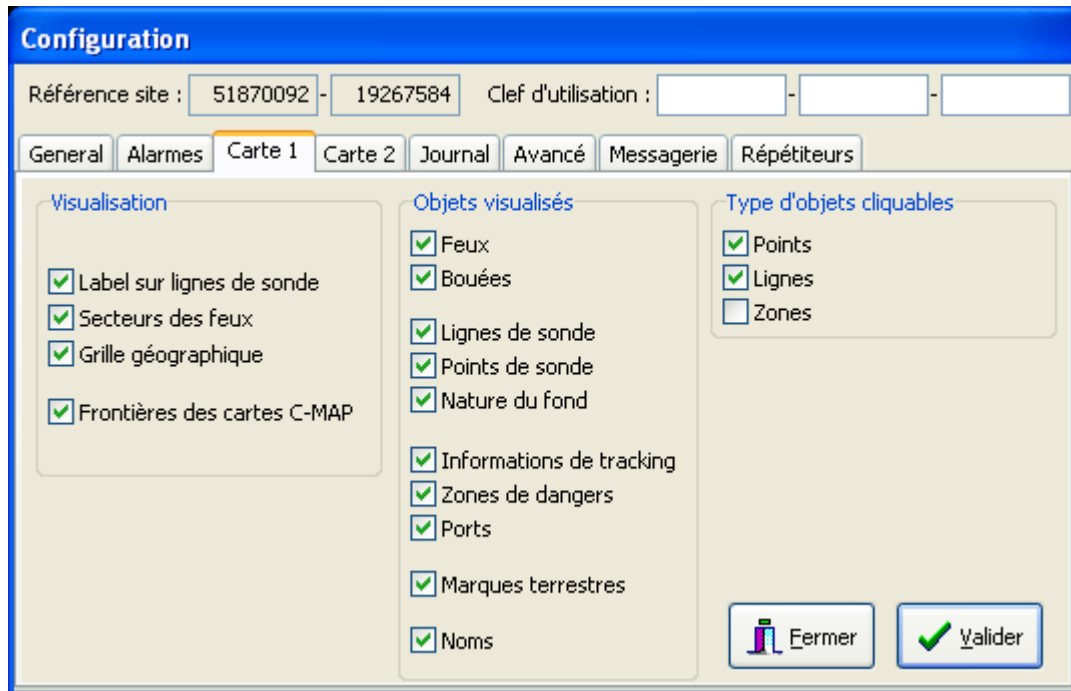 Configuration
Référence site : 51870092 - 19267584 Clef d'utilisation : - -
General Alarmes Carte 1 Carte 2 Journal Avancé Messagerie Répétiteurs
Visualisation
Label sur lignes de sonde
Secteurs des feux
Grille géographique
Frontières des cartes C-MAP
Objets visualisés
Feux
Bouées
Lignes de sonde
Points de sonde
Nature du fond
Informations de tracking
Zones de dangers
Ports
Marques terrestres
Noms
Type d'objets cliquables
Points
Lignes
Zones
Fermer
Valider